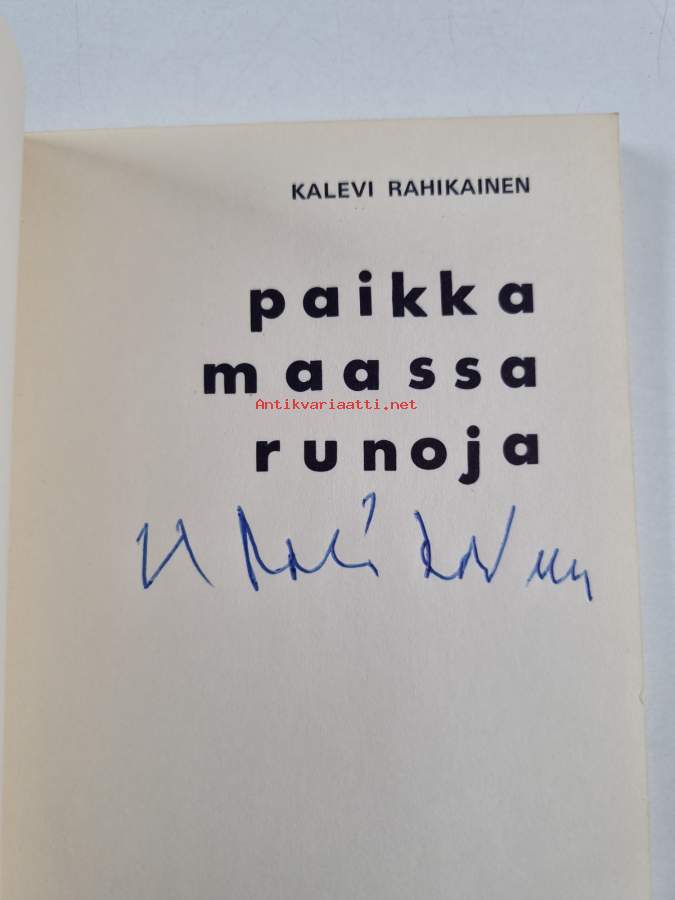 KALEVI RAHIKAINEN
paikka
maassa
Antikvariaatti.net
runoja